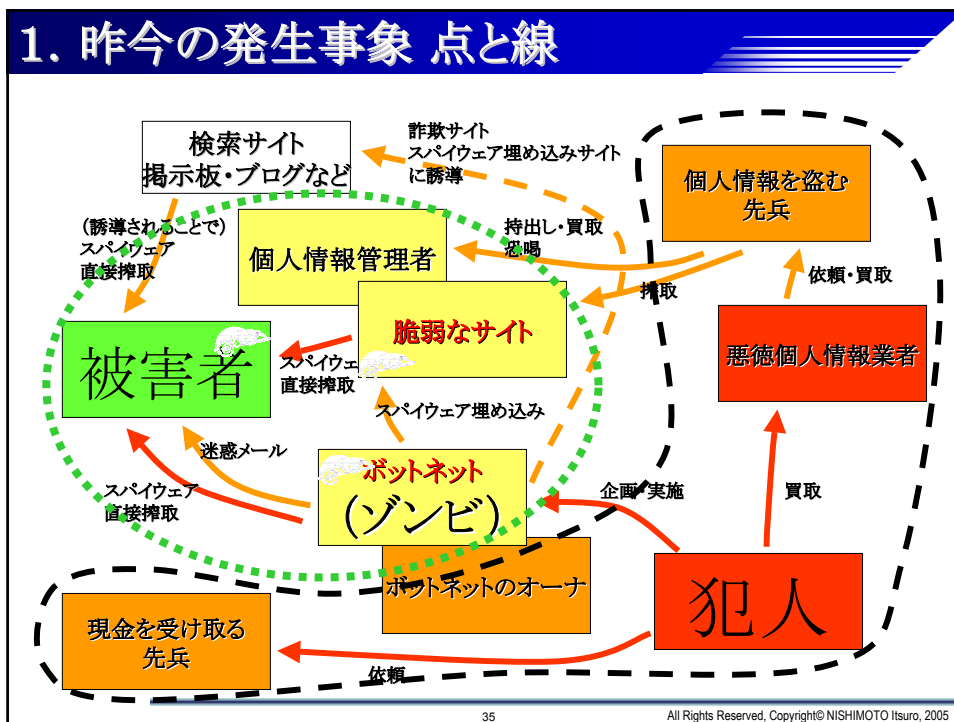 1. 昨今の発生事象 点と線
検索サイト
掲示板・ブログなど
詐欺サイト
スパイウェア埋め込みサイト
に誘導
個人情報を盗む
先兵
(誘導されることで)
スパイウェア
直接搾取
個人情報管理者
持出し・買取
恐喝
搾取
依頼・買取
脆弱なサイト
悪徳個人情報業者
被害者
スパイウェ
直接搾取
スパイウェア埋め込み
迷惑メール
ボットネット
(ゾンビ)
スパイウェア
直接搾取
企画・実施
買取
ボットネットのオーナ
犯人
現金を受け取る
先兵
依頼
35
All Rights Reserved, Copyright© NISHIMOTO Itsuro, 2005